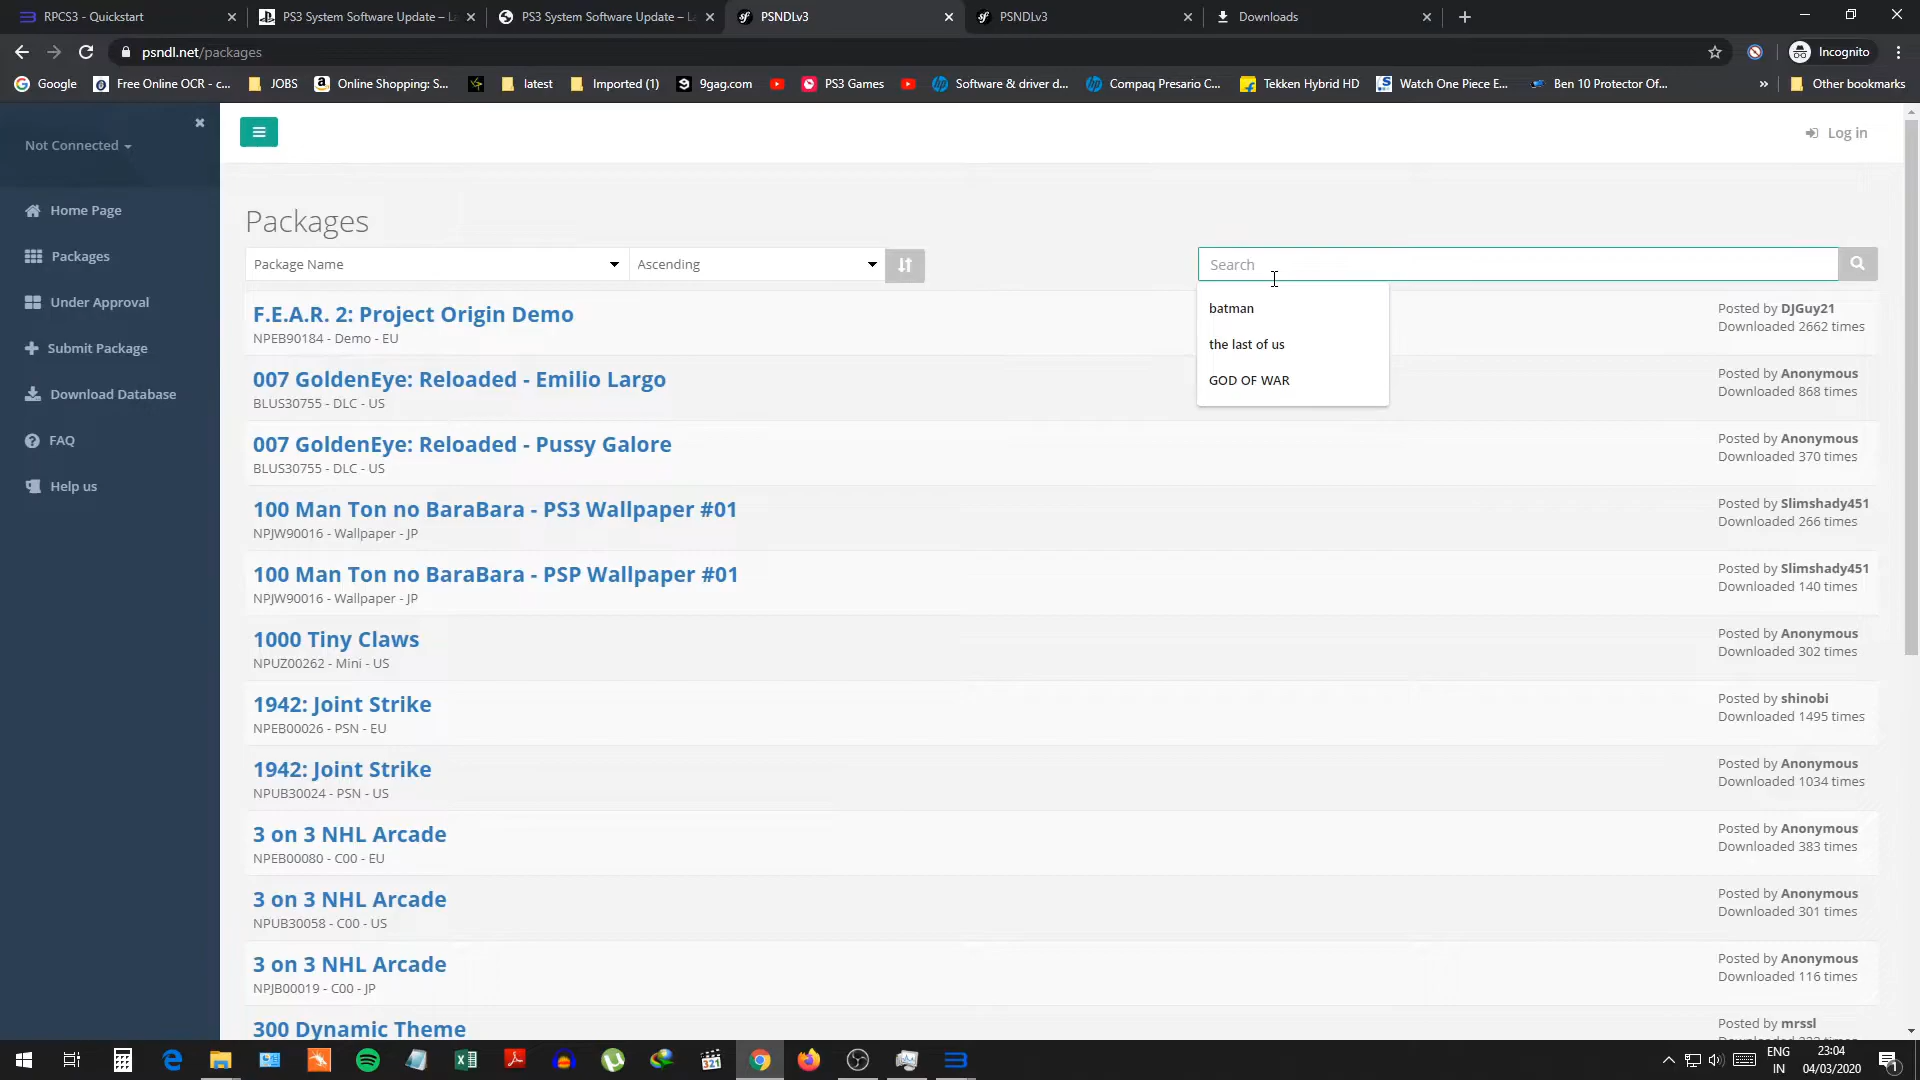 RPCS3 - Quickstart
PS3 System Software Update – La
PS3 System Software Update – La
PSNDLv3
PSNDLv3
Downloads
psndl.net/packages
Incognito
Google
Free Online OCR - c...
JOBS
Online Shopping: S...
latest
Imported (1)
9gag.com
PS3 Games
Software & driver d...
Compaq Presario C...
Tekken Hybrid HD
Watch One Piece E...
Ben 10 Protector Of...
»
Other bookmarks
Not Connected
Home Page
Packages
Under Approval
Submit Package
Download Database
FAQ
Help us
Log in
Packages
Package Name
Ascending
Search
batman
the last of us
GOD OF WAR
F.E.A.R. 2: Project Origin Demo
NPEB90184 - Demo - EU
Posted by DJGuy21
Downloaded 2662 times
007 GoldenEye: Reloaded - Emilio Largo
BLUS30755 - DLC - US
Posted by Anonymous
Downloaded 868 times
007 GoldenEye: Reloaded - Pussy Galore
BLUS30755 - DLC - US
Posted by Anonymous
Downloaded 370 times
100 Man Ton no BaraBara - PS3 Wallpaper #01
NPJW90016 - Wallpaper - JP
Posted by Slimshady451
Downloaded 266 times
100 Man Ton no BaraBara - PSP Wallpaper #01
NPJW90016 - Wallpaper - JP
Posted by Slimshady451
Downloaded 140 times
1000 Tiny Claws
NPUZ00262 - Mini - US
Posted by Anonymous
Downloaded 302 times
1942: Joint Strike
NPEB00026 - PSN - EU
Posted by shinobi
Downloaded 1495 times
1942: Joint Strike
NPUB30024 - PSN - US
Posted by Anonymous
Downloaded 1034 times
3 on 3 NHL Arcade
NPEB00080 - C00 - EU
Posted by Anonymous
Downloaded 383 times
3 on 3 NHL Arcade
NPUB30058 - C00 - US
Posted by Anonymous
Downloaded 301 times
3 on 3 NHL Arcade
NPJB00019 - C00 - JP
Posted by Anonymous
Downloaded 116 times
300 Dynamic Theme
Posted by mrssl
ENG
IN
23:04
04/03/2020